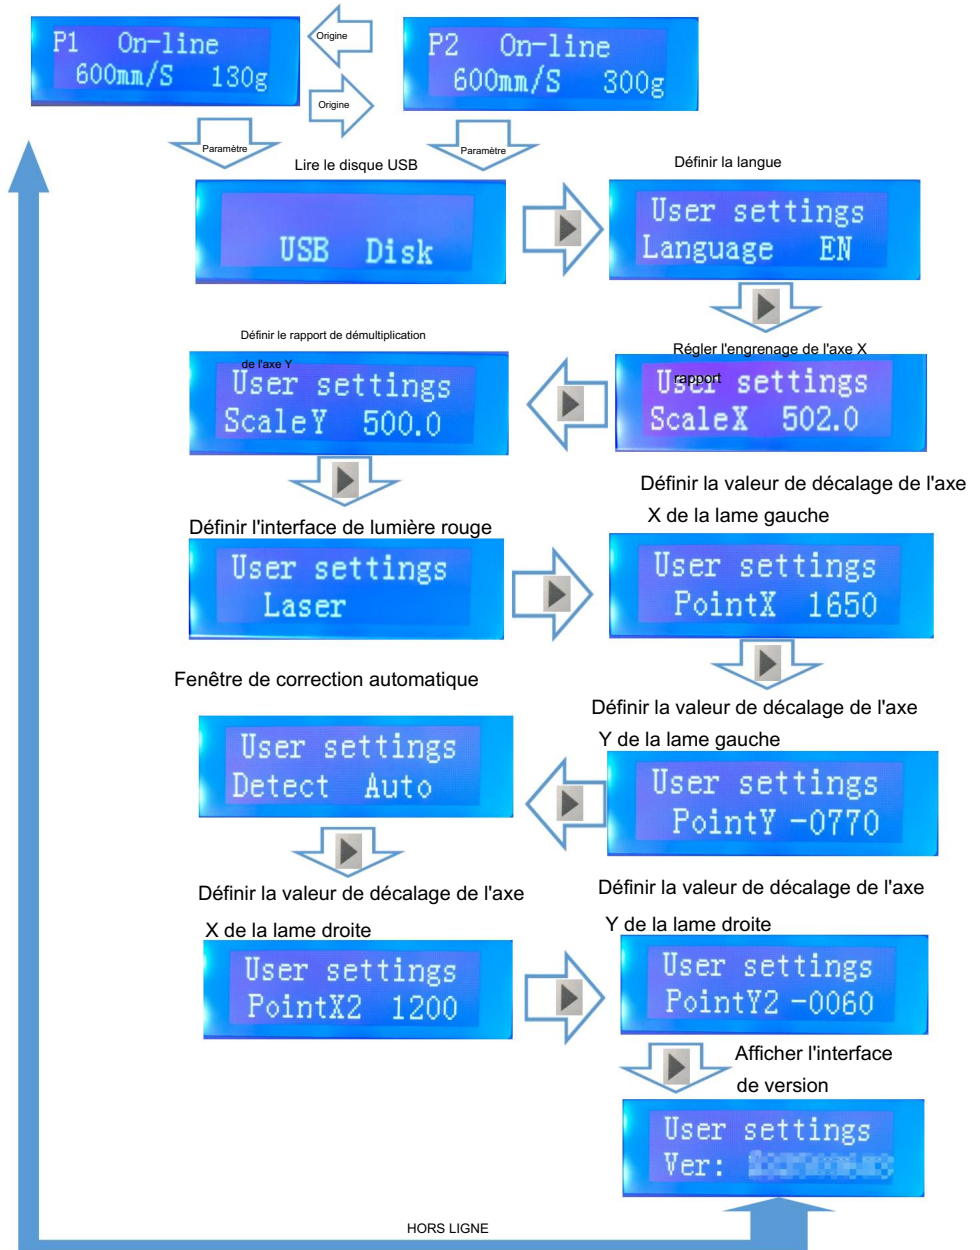 P1 On-line
600mm/S 130g
Origine
P2 On-line
600mm/S 300g
Origine
Paramètre
Paramètre
Lire le disque USB
USB Disk
Définir la langue
User settings
Language EN
Définir le rapport de démultiplication
de l'axe Y
User settings
ScaleY 500.0
Régler l'engrenage de l'axe X
rapport
User settings
ScaleX 502.0
Définir l'interface de lumière rouge
User settings
Laser
Définir la valeur de décalage de l'axe
X de la lame gauche
User settings
PointX 1650
Fenêtre de correction automatique
User settings
Detect Auto
Définir la valeur de décalage de l'axe
Y de la lame gauche
User settings
PointY -0770
Définir la valeur de décalage de l'axe
X de la lame droite
User settings
PointX2 1200
Définir la valeur de décalage de l'axe
Y de la lame droite
User settings
PointY2 -0060
Afficher l'interface
de version
User settings
Ver:
HORS LIGNE